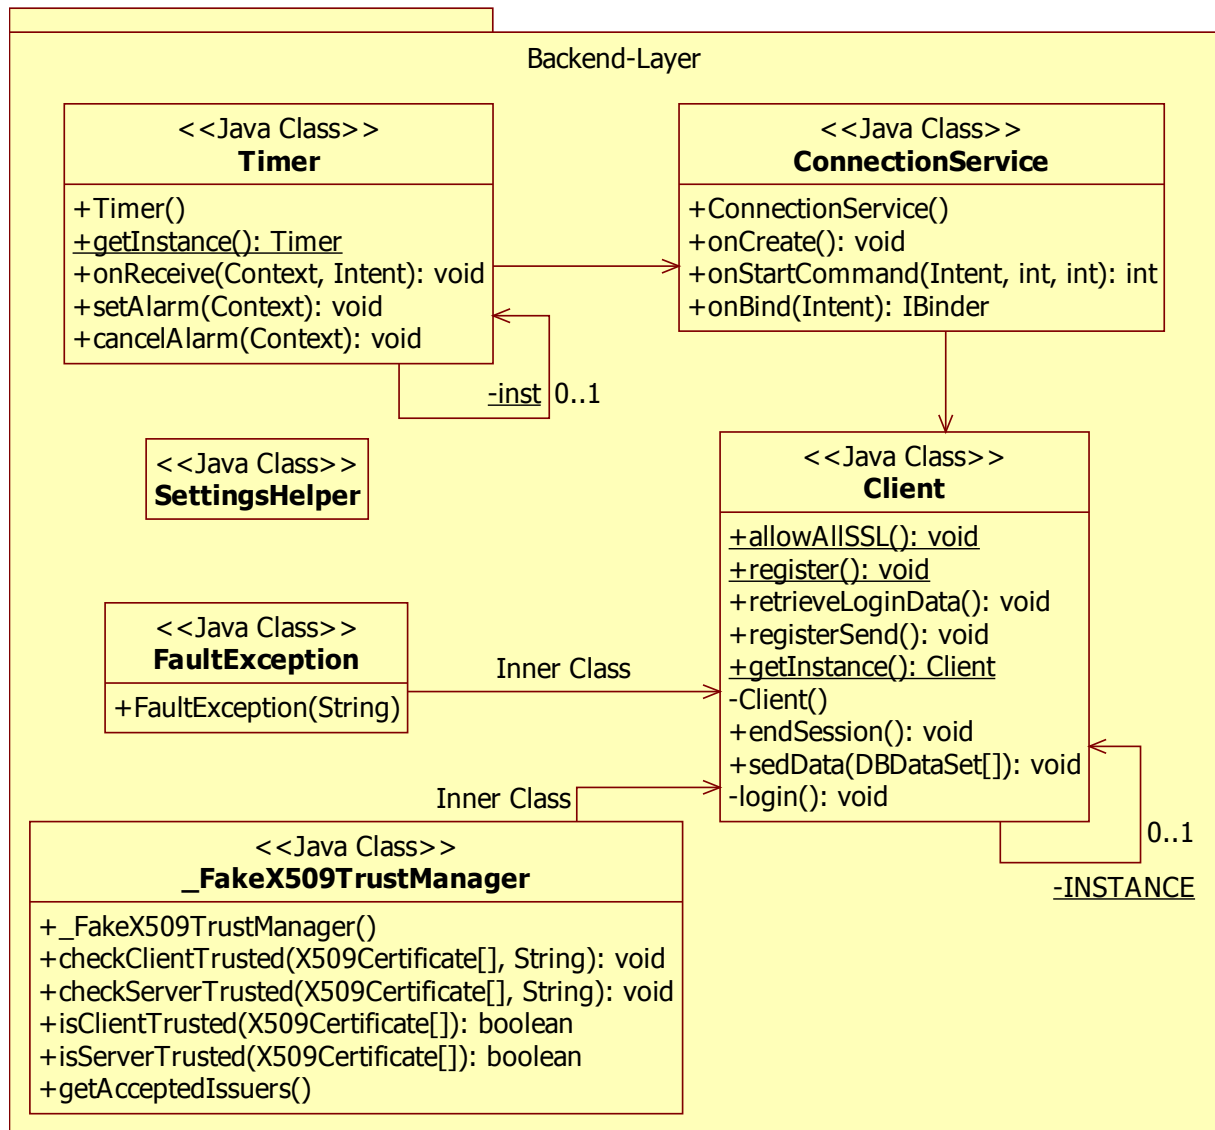 Backend-Layer
<<Java Class>>
Timer
+Timer()
+getInstance(): Timer
+onReceive(Context, Intent): void
+setAlarm(Context): void
+cancelAlarm(Context): void
-inst
0..1
<<Java Class>>
ConnectionService
+ConnectionService()
+onCreate(): void
+onStartCommand(Intent, int, int): int
+onBind(Intent): IBinder
<<Java Class>>
SettingsHelper
<<Java Class>>
Client
+allowAllSSL(): void
+register(): void
+retrieveLoginData(): void
+registerSend(): void
+getInstance(): Client
-Client()
+endSession(): void
+sedData(DBDataSet[]): void
-login(): void
0..1
-INSTANCE
<<Java Class>>
FaultException
+FaultException(String)
Inner Class
Inner Class
<<Java Class>>
_FakeX509TrustManager
+_FakeX509TrustManager()
+checkClientTrusted(X509Certificate[], String): void
+checkServerTrusted(X509Certificate[], String): void
+isClientTrusted(X509Certificate[]): boolean
+isServerTrusted(X509Certificate[]): boolean
+getAcceptedIssuers()